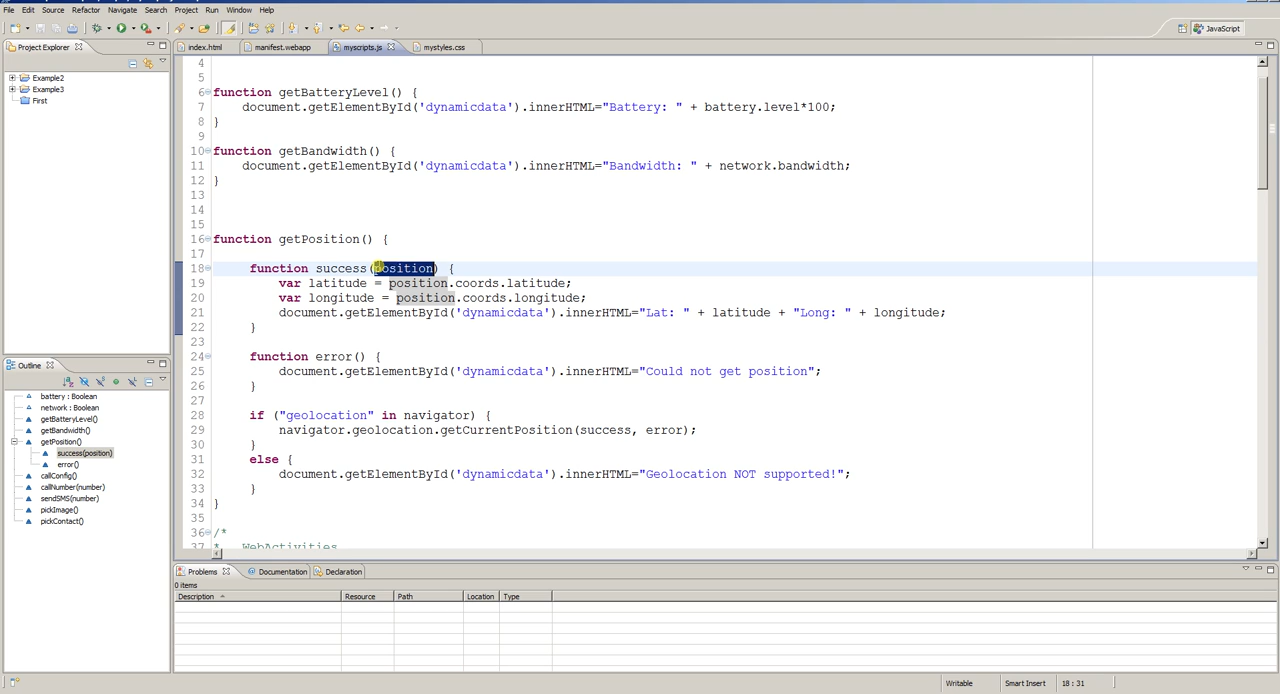 File Edit Source Refactor Navigate Search Project Run Window Help
JavaScript
Project Explorer
index.html manifest.webapp myscripts.js mystyles.css
Example2
Example3
First
4
5
6 function getBatteryLevel() {
7 document.getElementById('dynamicdata').innerHTML="Battery: " + battery.level*100;
8 }
9
10 function getBandwidth() {
11 document.getElementById('dynamicdata').innerHTML="Bandwidth: " + network.bandwidth;
12 }
13
14
15
16 function getPosition() {
17
18 function success(position) {
19 var latitude = position.coords.latitude;
20 var longitude = position.coords.longitude;
21 document.getElementById('dynamicdata').innerHTML="Lat: " + latitude + "Long: " + longitude;
22 }
23
24 function error() {
25 document.getElementById('dynamicdata').innerHTML="Could not get position";
26 }
27
28 if ("geolocation" in navigator) {
29 navigator.geolocation.getCurrentPosition(success, error);
30 }
31 else {
32 document.getElementById('dynamicdata').innerHTML="Geolocation NOT supported!";
33 }
34 }
35
36 /*
37 * WebActivities
Outline
battery : Boolean
network : Boolean
getBatteryLevel()
getBandwidth()
getPosition()
success(position)
error()
callConfig()
callNumber(number)
sendSMS(number)
pickImage()
pickContact()
Problems Documentation Declaration
0 items
Description Resource Path Location Type
Writable Smart Insert 18 : 31